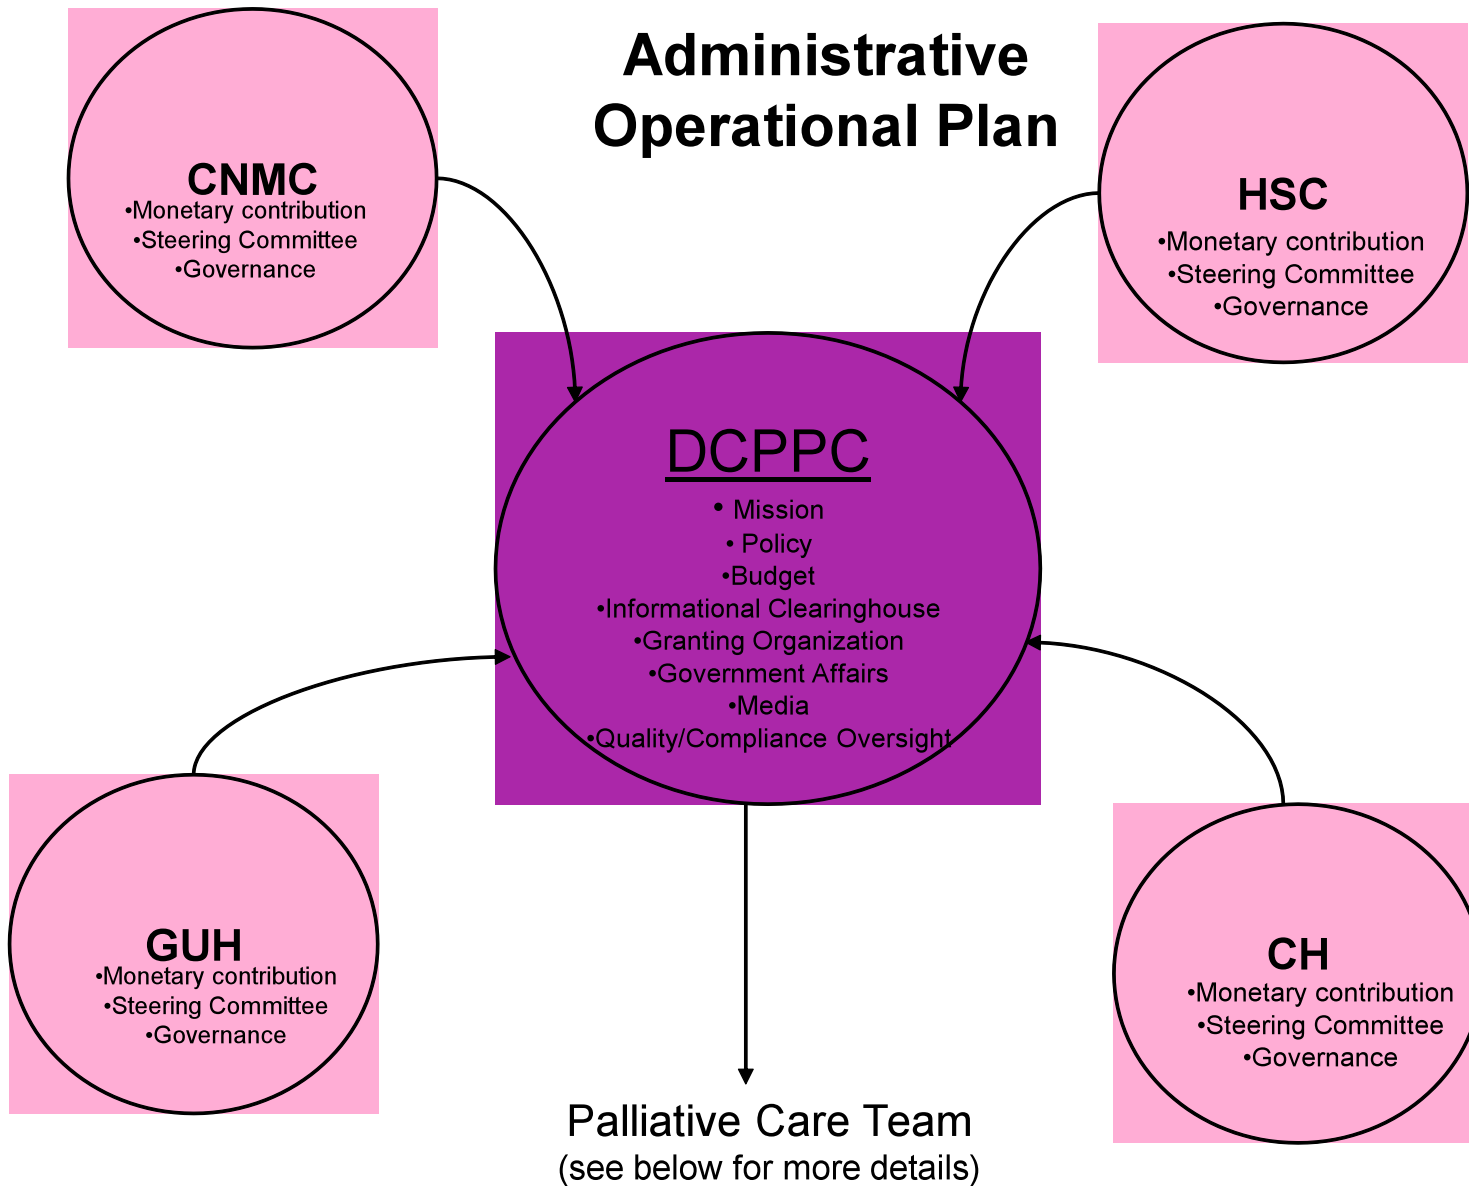 Administrative
Operational Plan
CNMC
•Monetary contribution
•Steering Committee
•Governance
HSC
•Monetary contribution
•Steering Committee
•Governance
DCPPC
• Mission
• Policy
•Budget
•Informational Clearinghouse
•Granting Organization
•Government Affairs
•Media
•Quality/Compliance Oversight
GUH
•Monetary contribution
•Steering Committee
•Governance
CH
•Monetary contribution
•Steering Committee
•Governance
Palliative Care Team
(see below for more details)